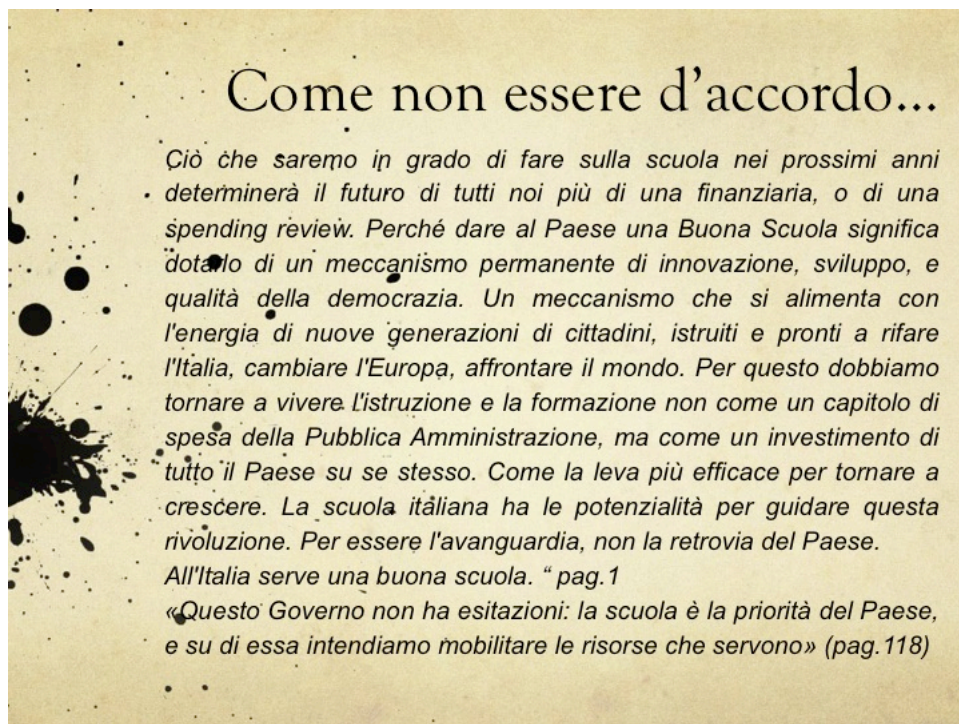 Come non essere d’accordo…
Ciò che saremo in grado di fare sulla scuola nei prossimi anni
determinerà il futuro di tutti noi più di una finanziaria, o di una
spending review. Perché dare al Paese una Buona Scuola significa
dotarlo di un meccanismo permanente di innovazione, sviluppo, e
qualità della democrazia. Un meccanismo che si alimenta con
l'energia di nuove generazioni di cittadini, istruiti e pronti a rifare
l'Italia, cambiare l'Europa, affrontare il mondo. Per questo dobbiamo
tornare a vivere L'istruzione e la formazione non come un capitolo di
spesa della Pubblica Amministrazione, ma come un investimento di
tutto il Paese su se stesso. Come la leva più efficace per tornare a
crescere. La scuola italiana ha le potenzialità per guidare questa
rivoluzione. Per essere l'avanguardia, non la retrovia del Paese.
All'Italia serve una buona scuola. “ pag.1
«Questo Governo non ha esitazioni: la scuola è la priorità del Paese,
e su di essa intendiamo mobilitare le risorse che servono» (pag.118)